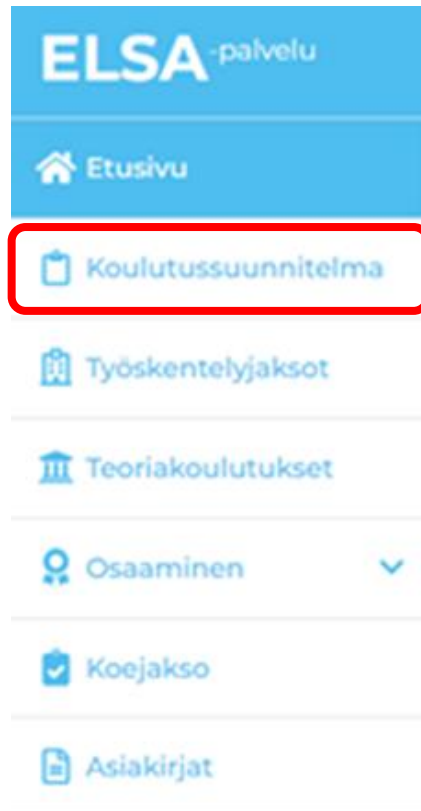 ELSA-palvelu
Etusivu
Koulutussuunnitelma
Työskentelyjaksot
Teoriakoulutukset
Osaaminen
Koejakso
Asiakirjat